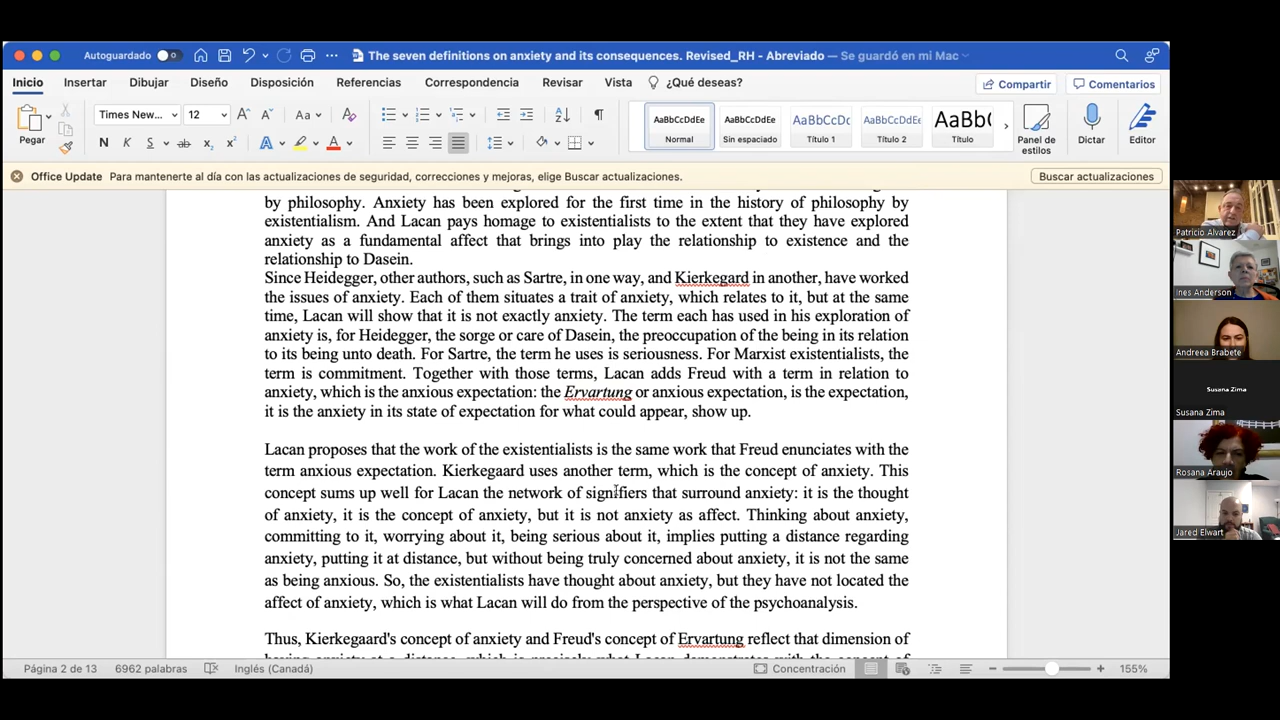 Autoguardado
The seven definitions on anxiety and its consequences. Revised_RH - Abreviado — Se guardó en mi Mac
Inicio Insertar Dibujar Diseño Disposición Referencias Correspondencia Revisar Vista ¿Qué deseas? Compartir Comentarios
Pegar
Times New... 12
N K S ab x₂ x²
AaBbCcDdEe Normal
AaBbCcDdEe Sin espaciado
AaBbCcDc Título 1
AaBbCcDdEe Título 2
AaBb( Título
Panel de estilos
Dictar
Editor
Office Update Para mantenerte al día con las actualizaciones de seguridad, correcciones y mejoras, elige Buscar actualizaciones. Buscar actualizaciones
by philosophy. Anxiety has been explored for the first time in the history of philosophy by
existentialism. And Lacan pays homage to existentialists to the extent that they have explored
anxiety as a fundamental affect that brings into play the relationship to existence and the
relationship to Dasein.
Since Heidegger, other authors, such as Sartre, in one way, and Kierkegard in another, have worked
the issues of anxiety. Each of them situates a trait of anxiety, which relates to it, but at the same
time, Lacan will show that it is not exactly anxiety. The term each has used in his exploration of
anxiety is, for Heidegger, the sorge or care of Dasein, the preoccupation of the being in its relation
to its being unto death. For Sartre, the term he uses is seriousness. For Marxist existentialists, the
term is commitment. Together with those terms, Lacan adds Freud with a term in relation to
anxiety, which is the anxious expectation: the Ervartung or anxious expectation, is the expectation,
it is the anxiety in its state of expectation for what could appear, show up.
Lacan proposes that the work of the existentialists is the same work that Freud enunciates with the
term anxious expectation. Kierkegaard uses another term, which is the concept of anxiety. This
concept sums up well for Lacan the network of signifiers that surround anxiety: it is the thought
of anxiety, it is the concept of anxiety, but it is not anxiety as affect. Thinking about anxiety,
committing to it, worrying about it, being serious about it, implies putting a distance regarding
anxiety, putting it at distance, but without being truly concerned about anxiety, it is not the same
as being anxious. So, the existentialists have thought about anxiety, but they have not located the
affect of anxiety, which is what Lacan will do from the perspective of the psychoanalysis.
Thus, Kierkegaard's concept of anxiety and Freud's concept of Ervartung reflect that dimension of
Página 2 de 13 6962 palabras Inglés (Canadá) Concentración 155%
Patricio Alvarez
Ines Anderson
Andreea Brabete
Susana Zima
Susana Zima
Rosana Araujo
Jared Elwart